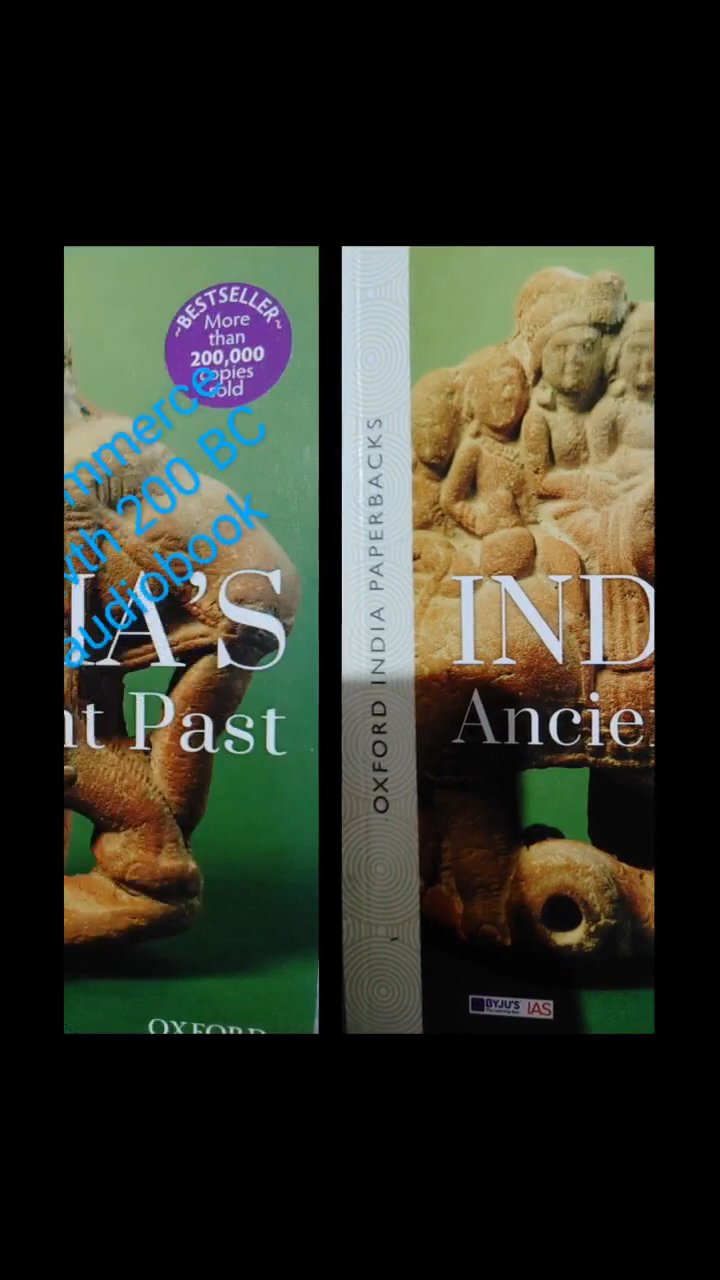 ~BESTSELLER~
More
than
200,000
copies
sold
mmerce
wth 200 BC
audiobook
IA'S
nt Past
OXFORD
OXFORD INDIA PAPERBACKS
IND
Ancie
BYJU'S IAS